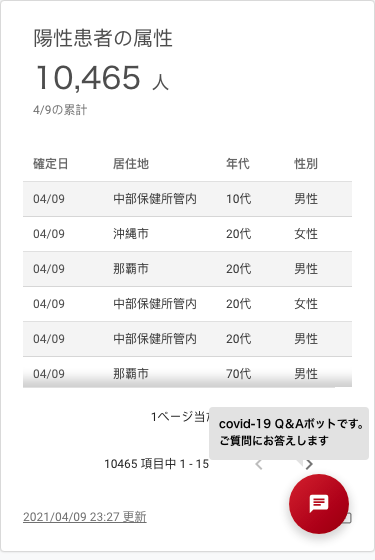 陽性患者の属性
10,465 人
4/9の累計
確定日 居住地 年代 性別
04/09 中部保健所管内 10代 男性
04/09 沖縄市 20代 女性
04/09 那覇市 20代 男性
04/09 中部保健所管内 20代 女性
04/09 中部保健所管内 20代 男性
04/09 那覇市 70代 男性
1ページ当
covid-19 Q&Aボットです。
ご質問にお答えします
10465 項目中 1 - 15
2021/04/09 23:27 更新